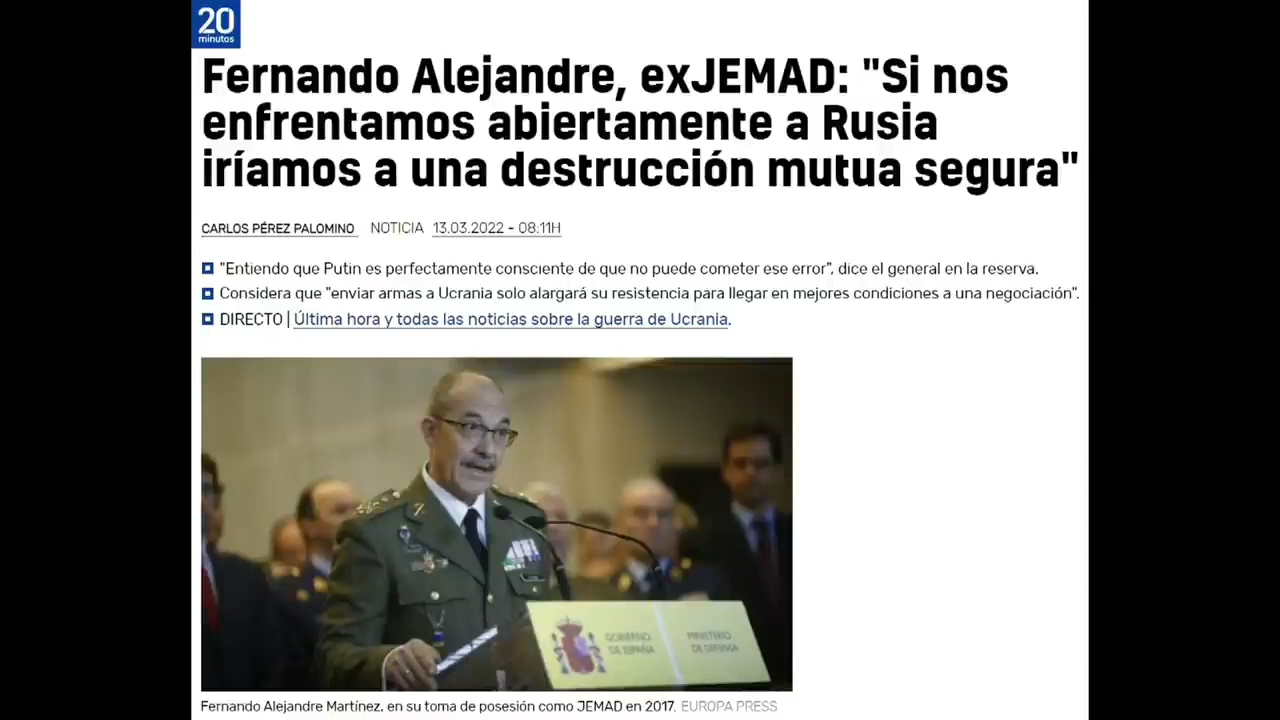 20
minutos
Fernando Alejandre, exJEMAD: "Si nos
enfrentamos abiertamente a Rusia
iríamos a una destrucción mutua segura"
CARLOS PÉREZ PALOMINO NOTICIA 13.03.2022 - 08:11H
"Entiendo que Putin es perfectamente consciente de que no puede cometer ese error", dice el general en la reserva.
Considera que "enviar armas a Ucrania solo alargará su resistencia para llegar en mejores condiciones a una negociación".
DIRECTO | Última hora y todas las noticias sobre la guerra de Ucrania.
GOBIERNO MINISTERIO
DE ESPAÑA DE DEFENSA
Fernando Alejandre Martínez, en su toma de posesión como JEMAD en 2017. EUROPA PRESS